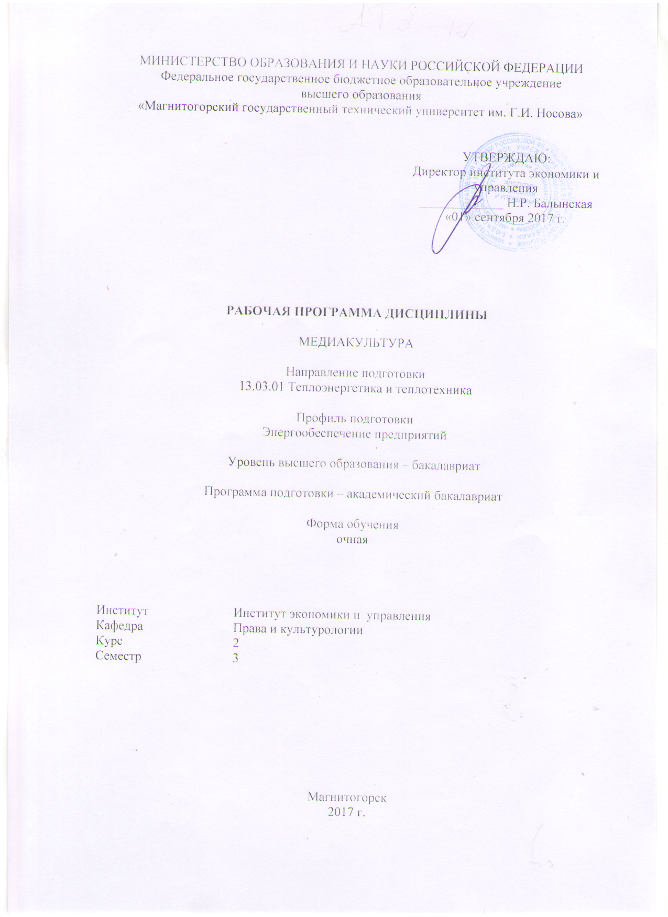 МИНИСТЕРСТВО ОБРАЗОВАНИЯ И НАУКИ РОССИЙСКОЙ ФЕДЕРАЦИИ
Федеральное государственное бюджетное образовательное учреждение
высшего образования
«Магнитогорский государственный технический университет им. Г.И. Носова»
УТВЕРЖДАЮ:
Директор института экономики и
управления
Н.Р. Балынская
«01» сентября 2017 г.
РАБОЧАЯ ПРОГРАММА ДИСЦИПЛИНЫ
МЕДИАКУЛЬТУРА
Направление подготовки
13.03.01 Теплоэнергетика и теплотехника
Профиль подготовки
Энергообеспечение предприятий
Уровень высшего образования – бакалавриат
Программа подготовки – академический бакалавриат
Форма обучения
очная
Институт Институт экономики и управления
Кафедра Права и культурологии
Курс 2
Семестр 3
Магнитогорск
2017 г.